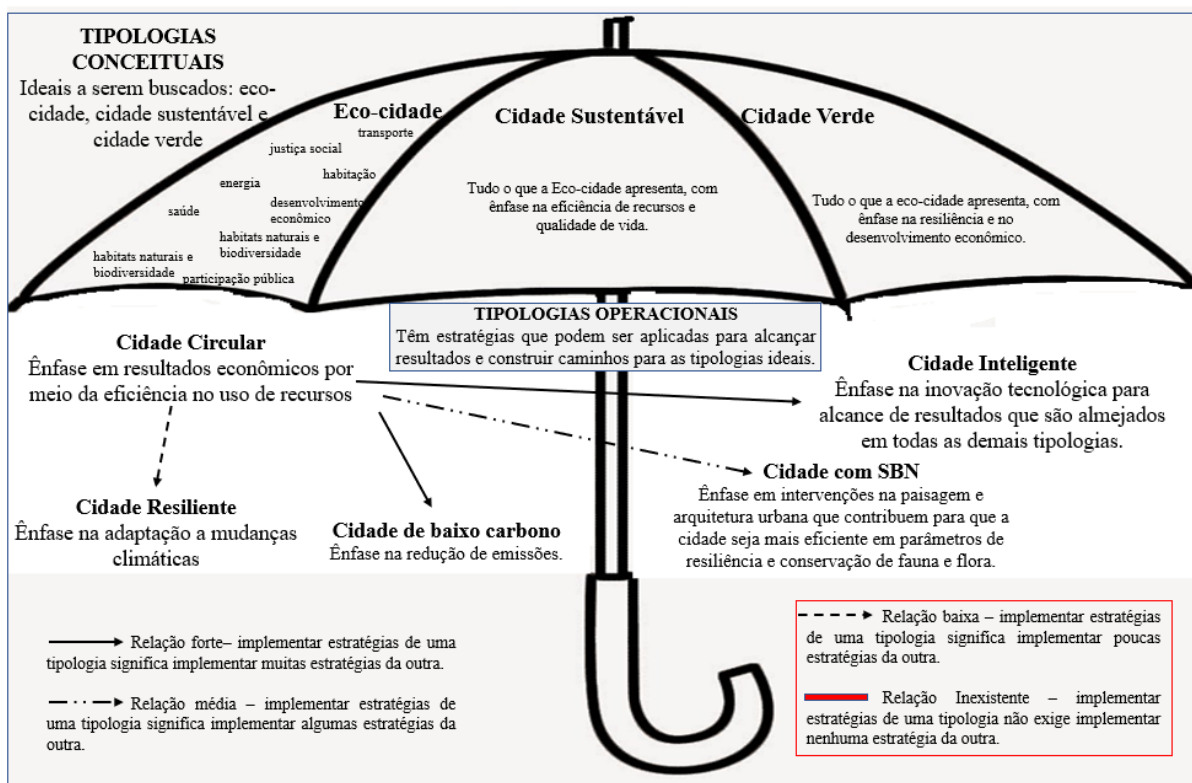 TIPOLOGIAS
CONCEITUAIS
Ideais a serem buscados: eco-
cidade, cidade sustentável e
cidade verde
Eco-cidade
transporte
justiça social
habitação
energia
desenvolvimento
econômico
saúde
habitats naturais e
biodiversidade
habitats naturais e
biodiversidade
participação pública
Cidade Sustentável
Tudo o que a Eco-cidade apresenta, com
ênfase na eficiência de recursos e
qualidade de vida.
Cidade Verde
Tudo o que a eco-cidade apresenta, com
ênfase na resiliência e no
desenvolvimento econômico.
TIPOLOGIAS OPERACIONAIS
Têm estratégias que podem ser aplicadas para alcançar
resultados e construir caminhos para as tipologias ideais.
Cidade Circular
Ênfase em resultados econômicos por
meio da eficiência no uso de recursos
Cidade Inteligente
Ênfase na inovação tecnológica para
alcance de resultados que são almejados
em todas as demais tipologias.
Cidade Resiliente
Ênfase na adaptação a mudanças
climáticas
Cidade de baixo carbono
Ênfase na redução de emissões.
Cidade com SBN
Ênfase em intervenções na paisagem e
arquitetura urbana que contribuem para que a
cidade seja mais eficiente em parâmetros de
resiliência e conservação de fauna e flora.
Relação forte– implementar estratégias de uma
tipologia significa implementar muitas estratégias da outra.
Relação média – implementar estratégias de
uma tipologia significa implementar algumas estratégias da
outra.
Relação baixa – implementar estratégias
de uma tipologia significa implementar poucas
estratégias da outra.
Relação Inexistente – implementar
estratégias de uma tipologia não exige implementar
nenhuma estratégia da outra.